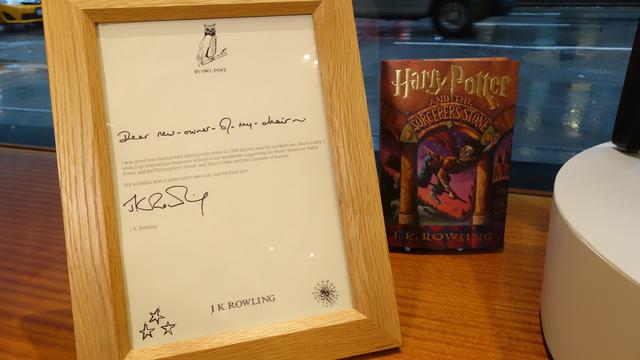 BY OWL POST
Dear new-owner-of-my-chair
I was given four mismatched dining room chairs in 1995 and this was the comfiest one, which is why it
ended up stationed permanently in front of my typewriter, supporting me while I typed out 'Harry
Potter and the Philosopher's Stone' and 'Harry Potter and the Chamber of Secrets'.
My nostalgic side is quite sad to see it go, but my back isn't.
JKRowling
J. K. Rowling
J K ROWLING
Harry Potter
AND THE
SORCERER'S STONE
J. K. ROWLING